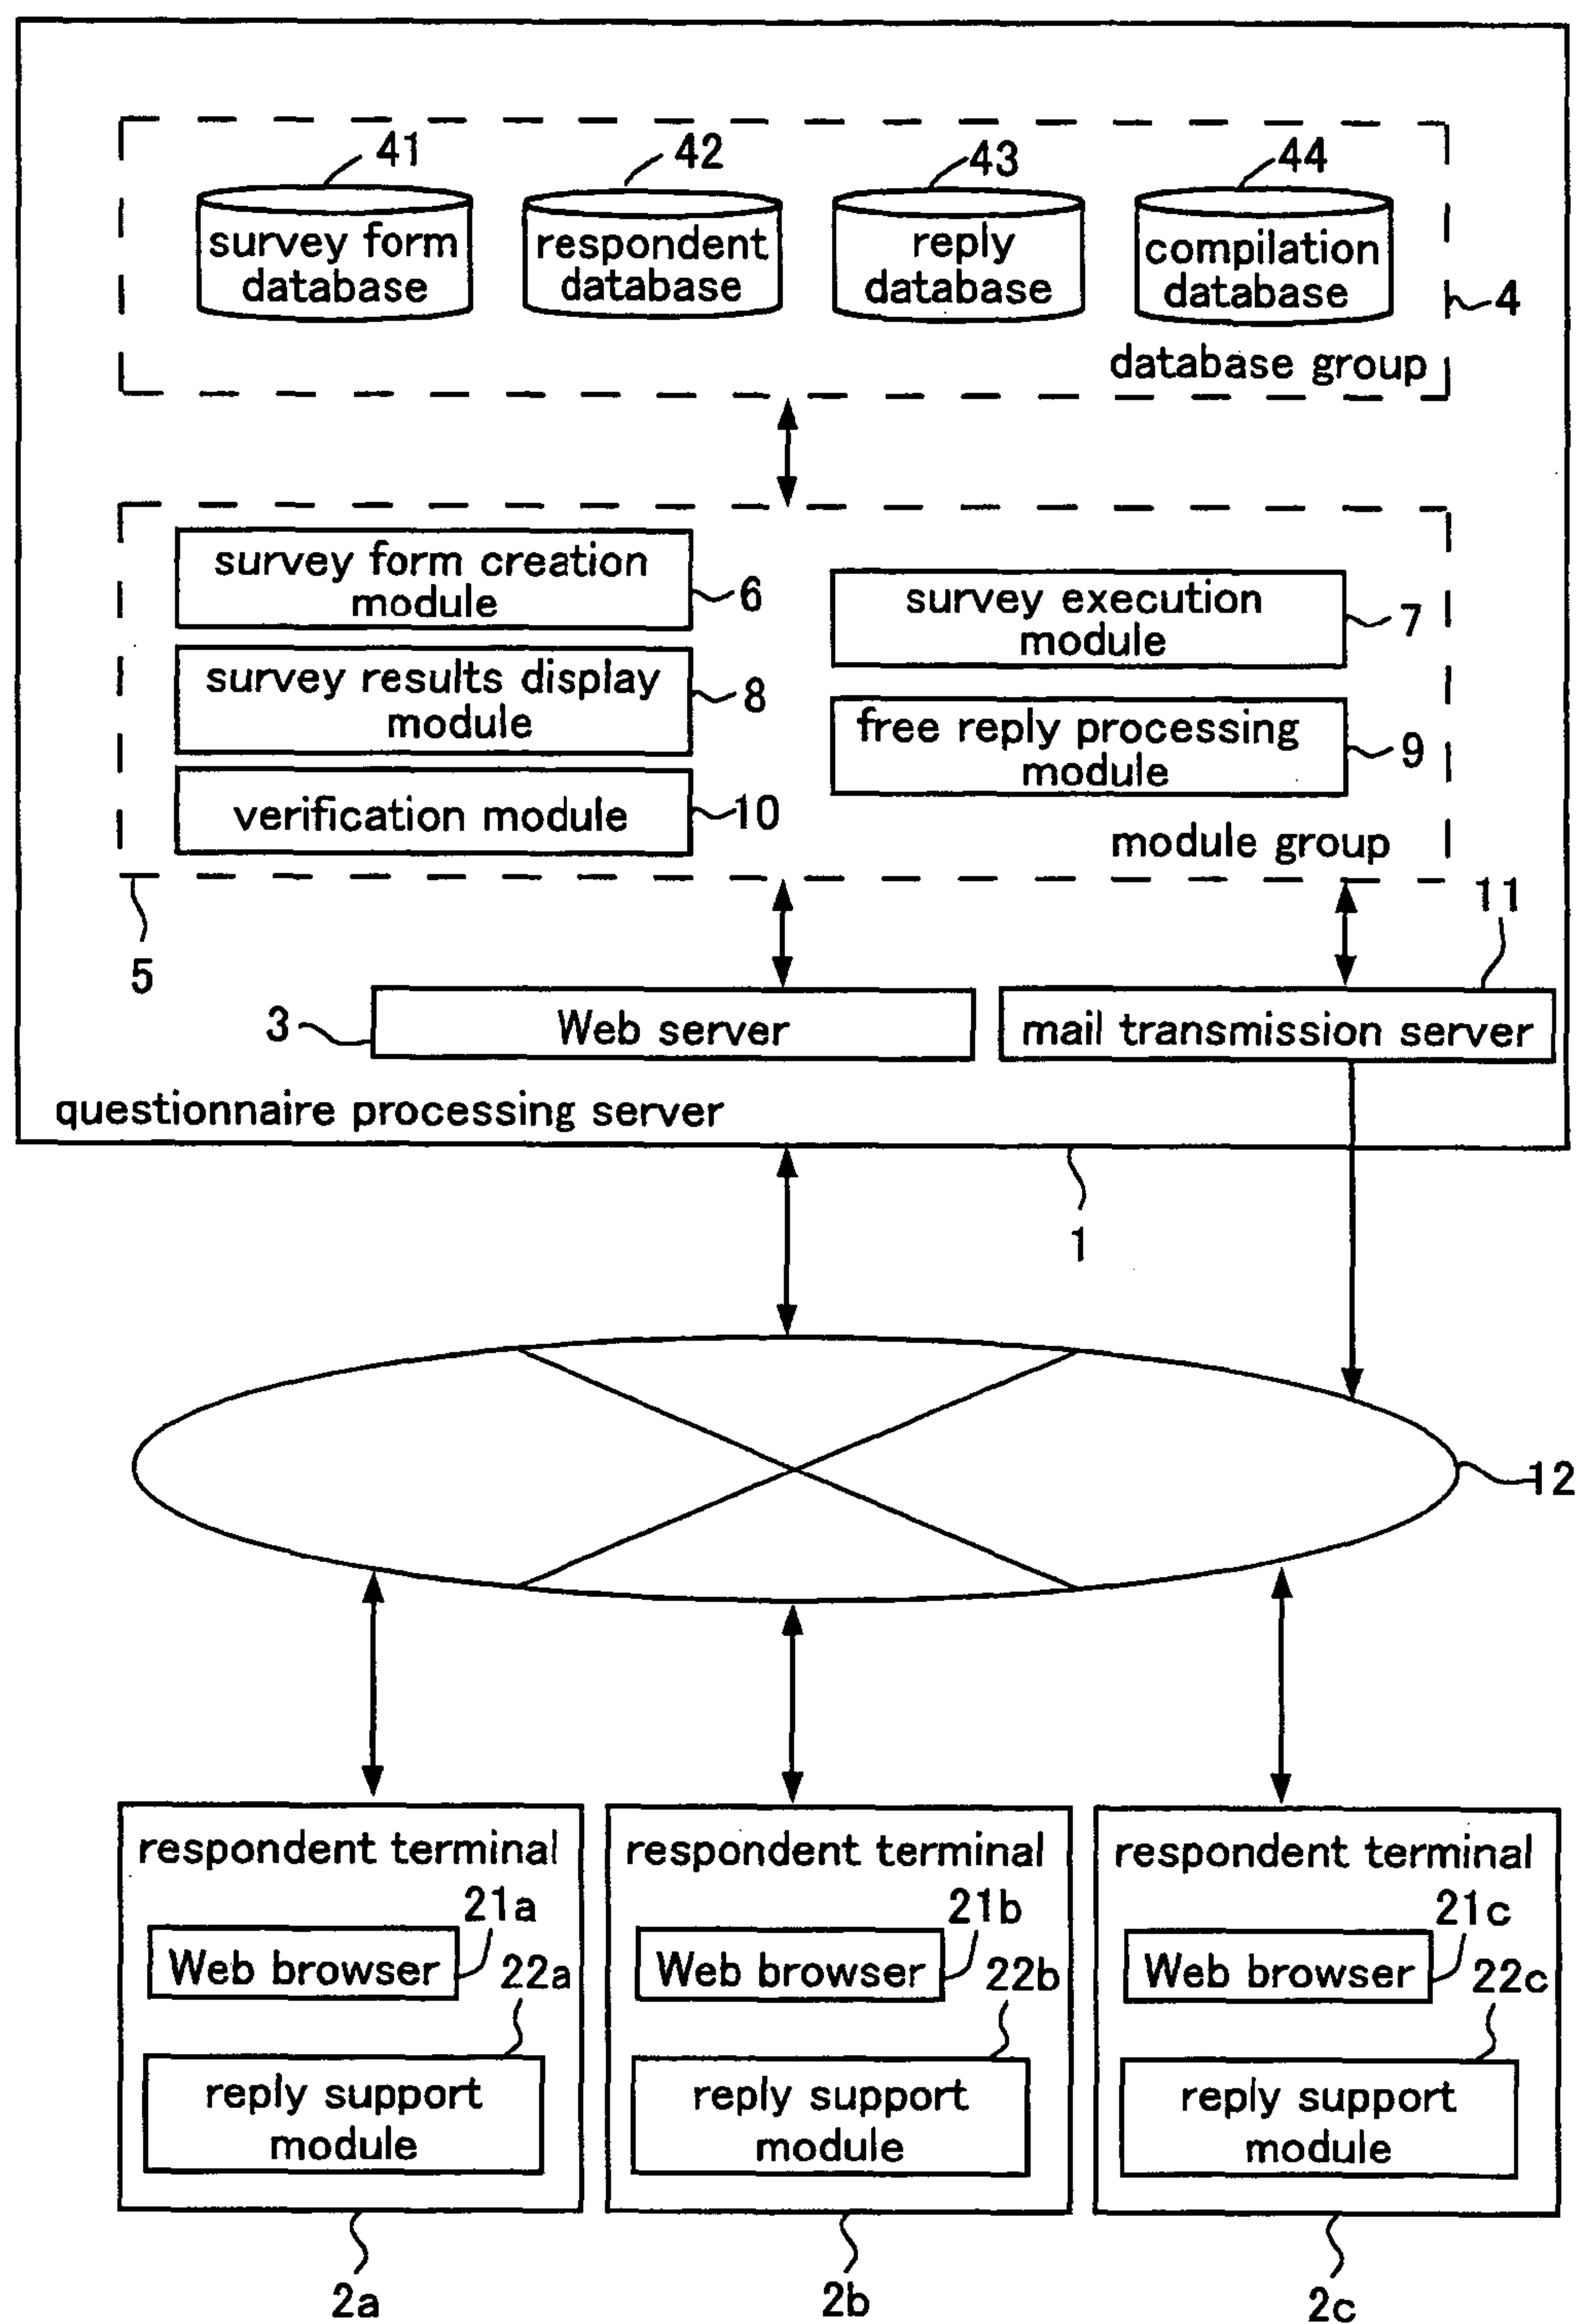 41
42
43
44
survey form
database
respondent
database
reply
database
compilation
database
4
database group
survey form creation
module
6
survey execution
module
7
survey results display
module
8
free reply processing
module
9
verification module
10
module group
5
11
3
Web server
mail transmission server
questionnaire processing server
1
12
respondent terminal
21a
Web browser
22a
reply support
module
2a
respondent terminal
21b
Web browser
22b
reply support
module
2b
respondent terminal
21c
Web browser
22c
reply support
module
2c